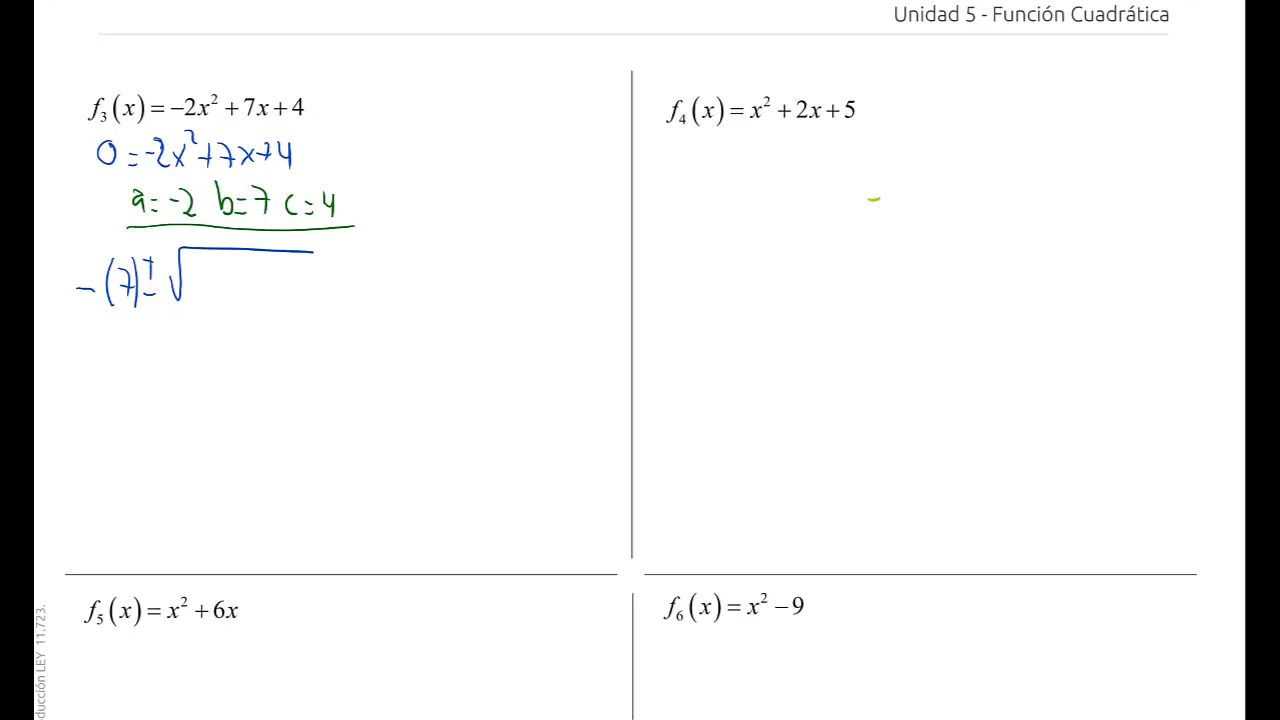 Unidad 5 - Función Cuadrática
f₃(x) = −2x² + 7x + 4
0 = -2x² + 7x + 4
a = -2 b = 7 c = 4
- (7) ± √
f₄(x) = x² + 2x + 5
-
f₅(x) = x² + 6x
f₆(x) = x² − 9
LEY 11.723.